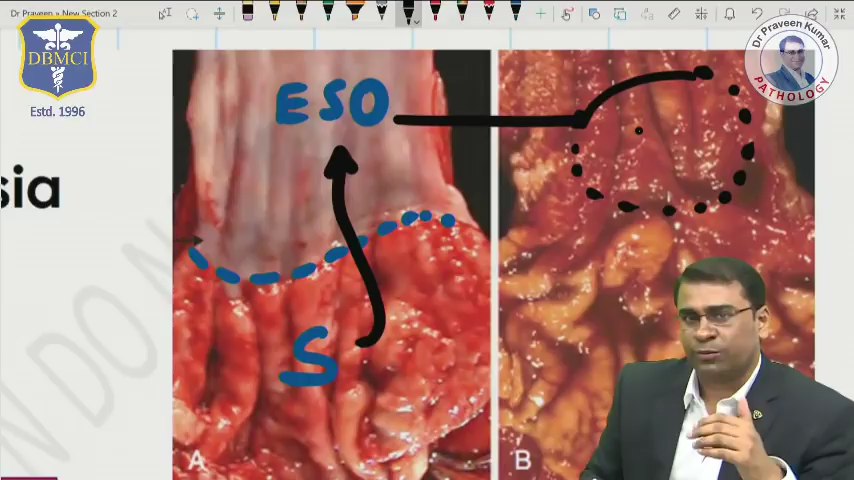 Dr Praveen » New Section 2
DBMCI
Estd. 1996
Dr Praveen Kumar
PATHOLOGY
sia
ESO
S
A
B